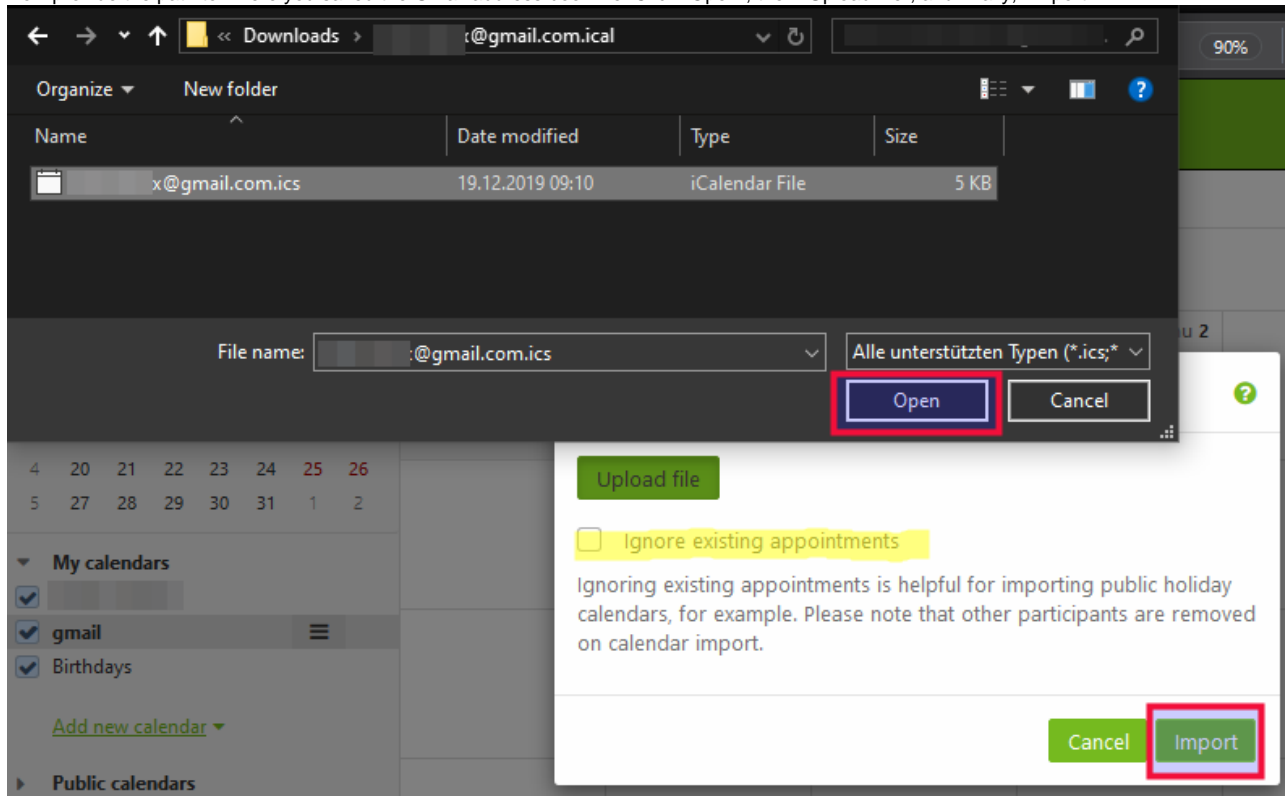 « Downloads › @gmail.com.ical
90%
Organize New folder
Name Date modified Type Size
x@gmail.com.ics 19.12.2019 09:10 iCalendar File 5 KB
u 2
File name: @gmail.com.ics Alle unterstützten Typen (*.ics;*
Open Cancel
4 20 21 22 23 24 25 26
5 27 28 29 30 31 1 2
Upload file
Ignore existing appointments
Ignoring existing appointments is helpful for importing public holiday
calendars, for example. Please note that other participants are removed
on calendar import.
My calendars
gmail
Birthdays
Add new calendar
Cancel Import
Public calendars